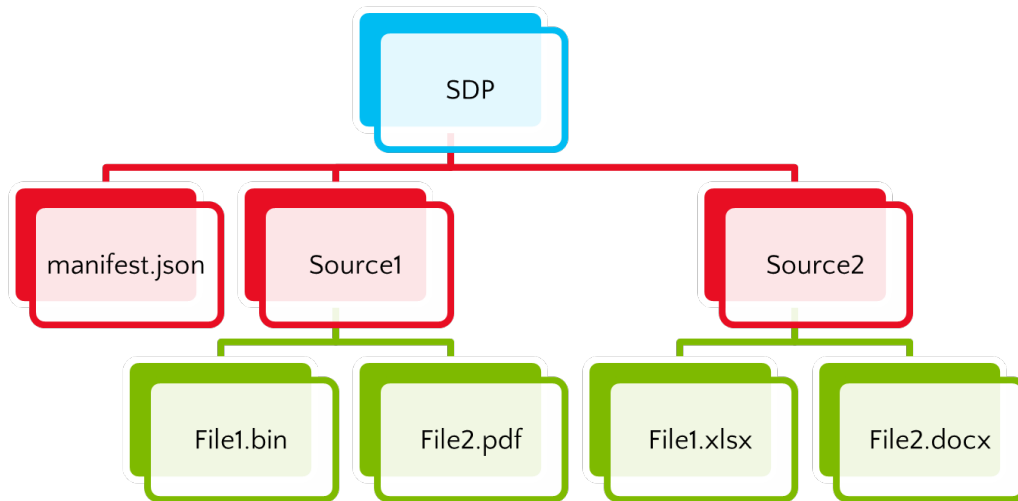 SDP
manifest.json
Source1
Source2
File1.bin
File2.pdf
File1.xlsx
File2.docx